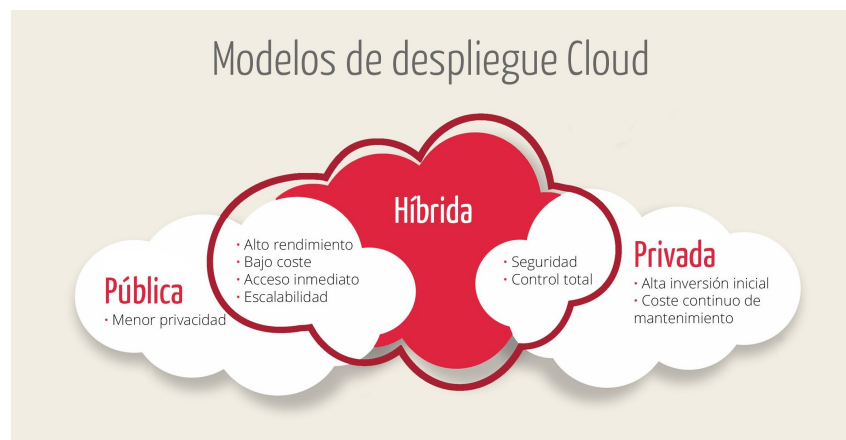 Modelos de despliegue Cloud
Híbrida
Pública
• Menor privacidad
• Alto rendimiento
• Bajo coste
• Acceso inmediato
• Escalabilidad
• Seguridad
• Control total
Privada
• Alta inversión inicial
• Coste continuo de
mantenimiento